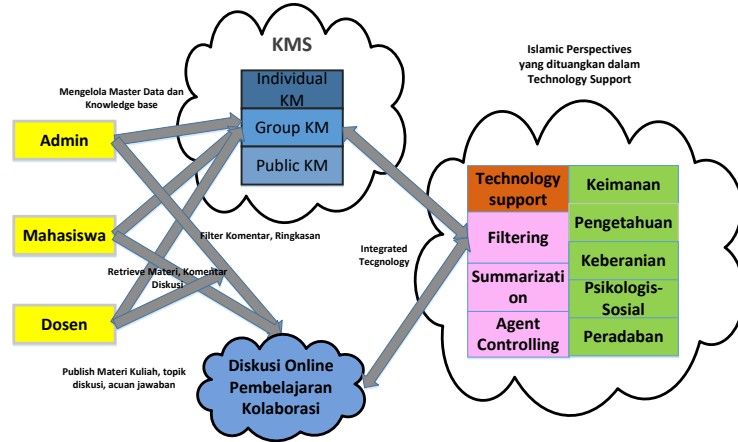 KMS
Individual
KM
Group KM
Public KM
Mengelola Master Data dan
Knowledge base
Admin
Mahasiswa
Dosen
Filter Komentar, Ringkasan
Retrieve Materi, Komentar
Diskusi
Publish Materi Kuliah, topik
diskusi, acuan jawaban
Diskusi Online
Pembelajaran
Kolaborasi
Integrated
Tecgnology
Islamic Perspectives
yang dituangkan dalam
Technology Support
Technology
support
Filtering
Summarizati
on
Agent
Controlling
Keimanan
Pengetahuan
Keberanian
Psikologis-
Sosial
Peradaban